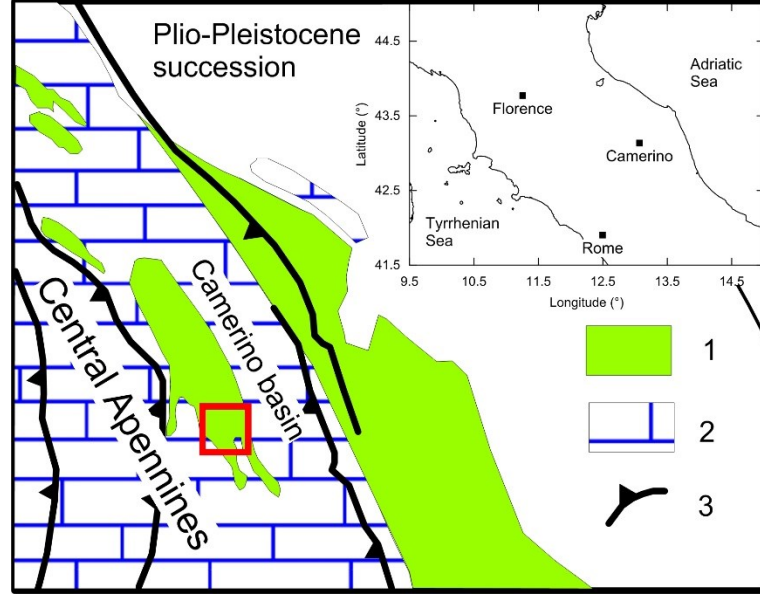 Plio-Pleistocene
succession
44.5
43.5
42.5
41.5
Latitude (°)
Adriatic
Sea
Florence
Camerino
Tyrrhenian
Sea
Rome
9.5 10.5 11.5 12.5 13.5 14.5
Longitude (°)
Camerino basin
Central Apennines
1
2
3